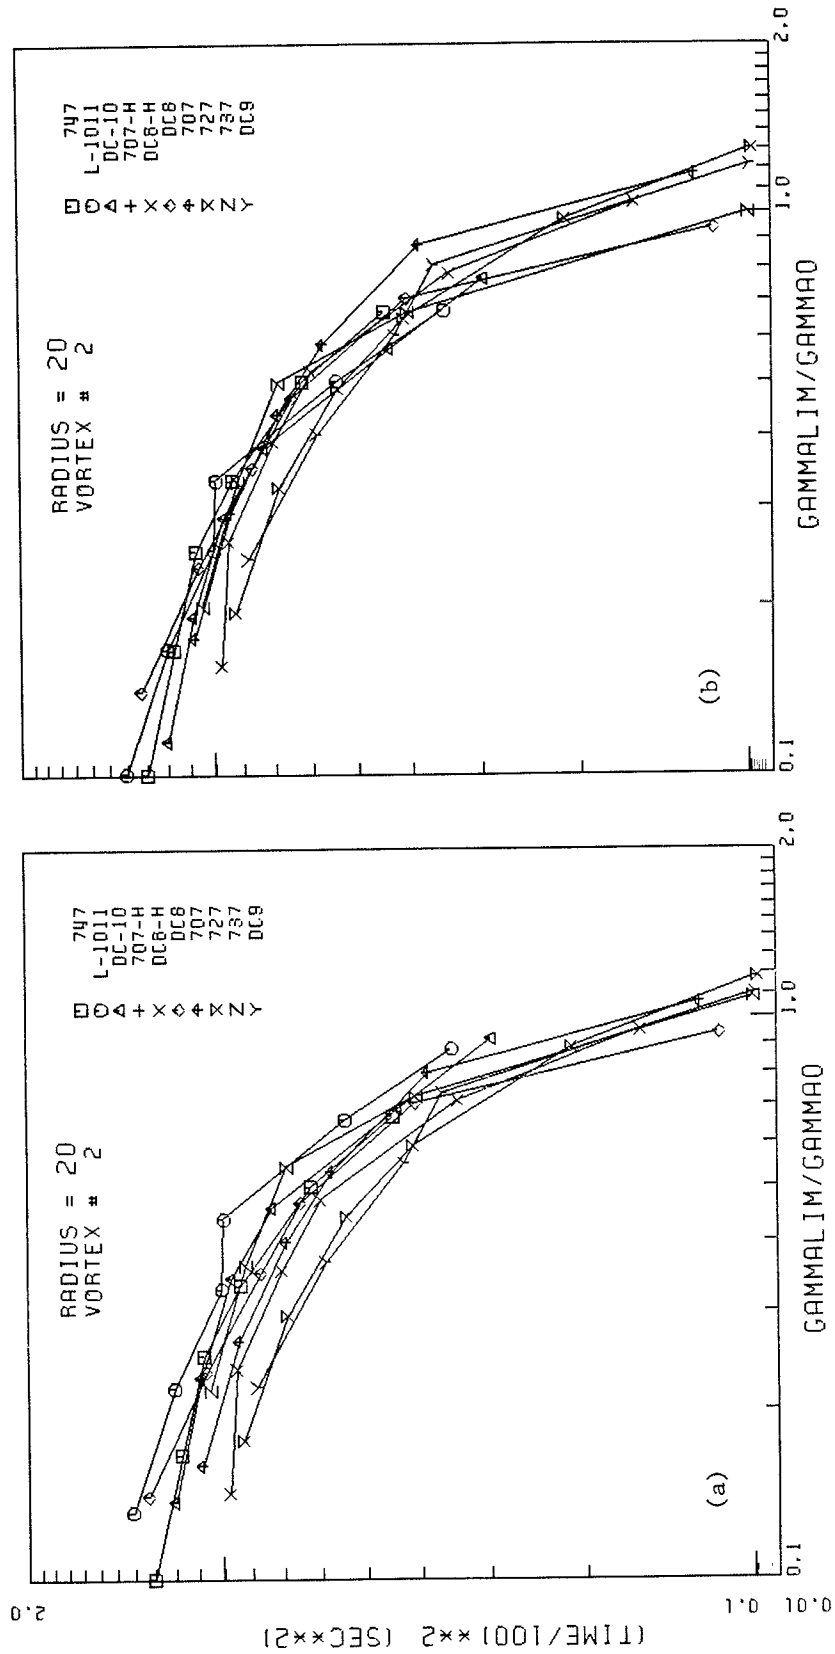 (TIME/100)**2 (SEC**2)
2.0
0.1
0.01
RADIUS = 20
VORTEX # 2
747
L-1011
DC-10
707-H
DC8-H
DC8
707
727
737
DC9
(a)
0.1
1.0
2.0
GAMMALIM/GAMMAO
RADIUS = 20
VORTEX # 2
747
L-1011
DC-10
707-H
DC8-H
DC8
707
727
737
DC9
(b)
0.1
1.0
2.0
GAMMALIM/GAMMAO